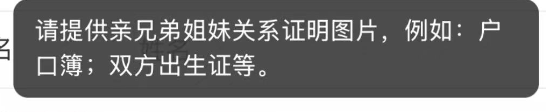 请提供亲兄弟姐妹关系证明图片，例如：户
口簿；双方出生证等。
名